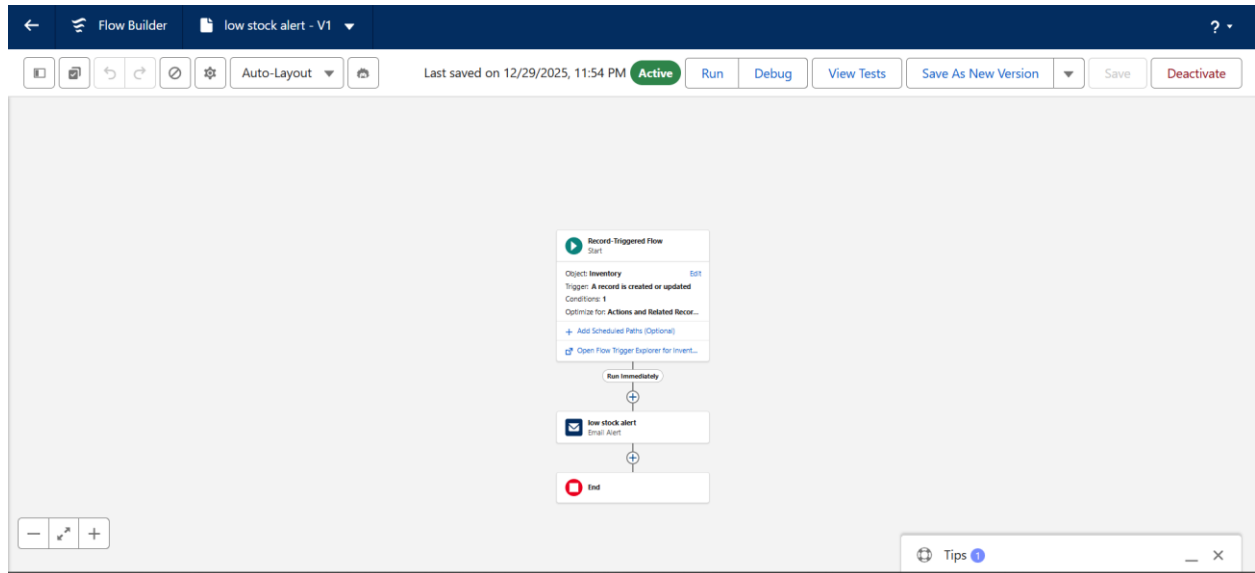 Flow Builder
low stock alert - V1
?
Auto-Layout
Last saved on 12/29/2025, 11:54 PM
Active
Run
Debug
View Tests
Save As New Version
Save
Deactivate
Record-Triggered Flow
Start
Object: Inventory
Edit
Trigger: A record is created or updated
Conditions: 1
Optimize for: Actions and Related Recor...
+ Add Scheduled Paths (Optional)
Open Flow Trigger Explorer for Invent...
Run Immediately
low stock alert
Email Alert
End
Tips 1